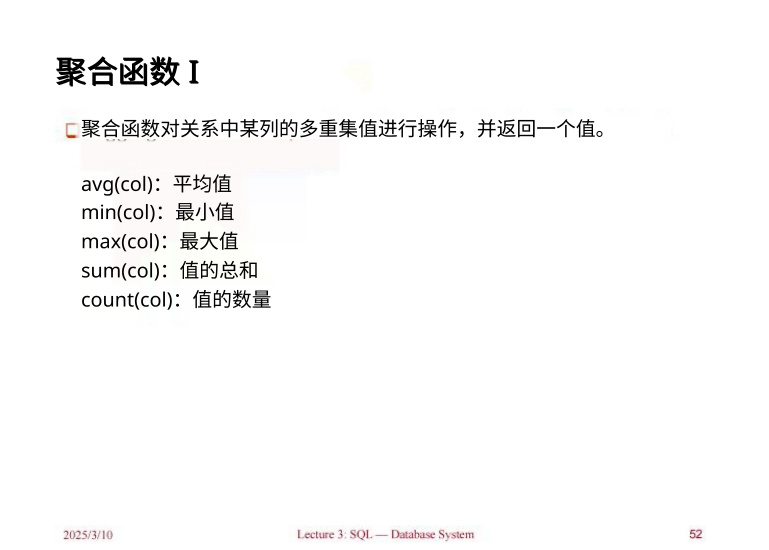 聚合函数 I
聚合函数对关系中某列的多重集值进行操作，并返回一个值。
avg(col)：平均值
min(col)：最小值
max(col)：最大值
sum(col)：值的总和
count(col)：值的数量
2025/3/10
Lecture 3: SQL — Database System
52